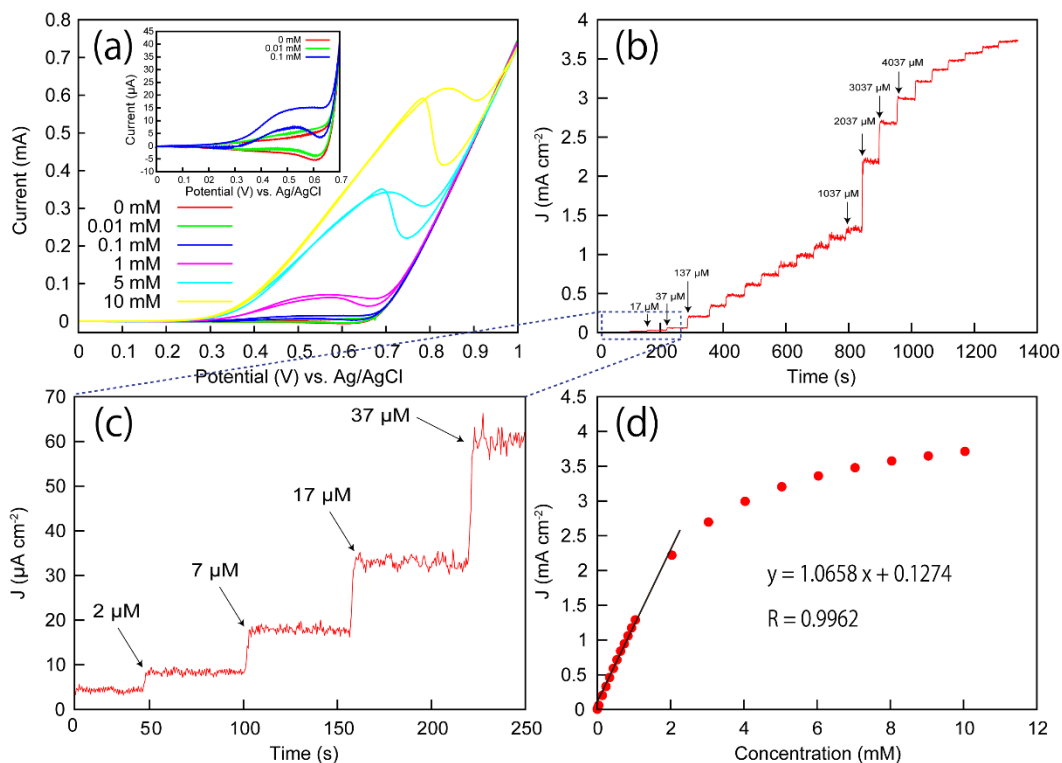 (a)
0.8
0.7
0.6
0.5
0.4
0.3
0.2
0.1
0
Current (mA)
0 0.1 0.2 0.3 0.4 0.5 0.6 0.7 0.8 0.9 1
Potential (V) vs. Ag/AgCl
0 mM
0.01 mM
0.1 mM
1 mM
5 mM
10 mM
45
40
35
30
25
20
15
10
5
0
-5
-10
Current (µA)
0 0.1 0.2 0.3 0.4 0.5 0.6 0.7
Potential (V) vs. Ag/AgCl
0 mM
0.01 mM
0.1 mM
(b)
4
3.5
3
2.5
2
1.5
1
0.5
0
J (mA cm-2)
0 200 400 600 800 1000 1200 1400
Time (s)
17 µM
37 µM
137 µM
1037 µM
2037 µM
3037 µM
4037 µM
(c)
70
60
50
40
30
20
10
0
J (µA cm-2)
0 50 100 150 200 250
Time (s)
2 µM
7 µM
17 µM
37 µM
(d)
4.5
4
3.5
3
2.5
2
1.5
1
0.5
0
J (mA cm-2)
0 2 4 6 8 10 12
Concentration (mM)
y = 1.0658 x + 0.1274
R = 0.9962